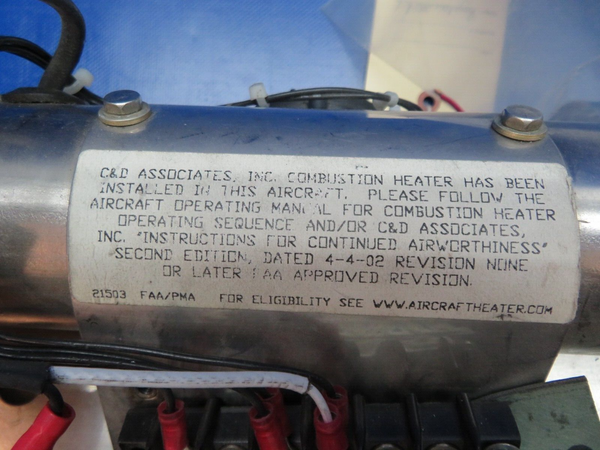 C&D ASSOCIATES, INC. COMBUSTION HEATER HAS BEEN
INSTALLED IN THIS AIRCRAFT. PLEASE FOLLOW THE
AIRCRAFT OPERATING MANUAL FOR COMBUSTION HEATER
OPERATING SEQUENCE AND/OR C&D ASSOCIATES,
INC. "INSTRUCTIONS FOR CONTINUED AIRWORTHINESS"
SECOND EDITION, DATED 4-4-02 REVISION NONE
OR LATER FAA APPROVED REVISION.
21503 FAA/PMA FOR ELIGIBILITY SEE WWW.AIRCRAFTHEATER.COM